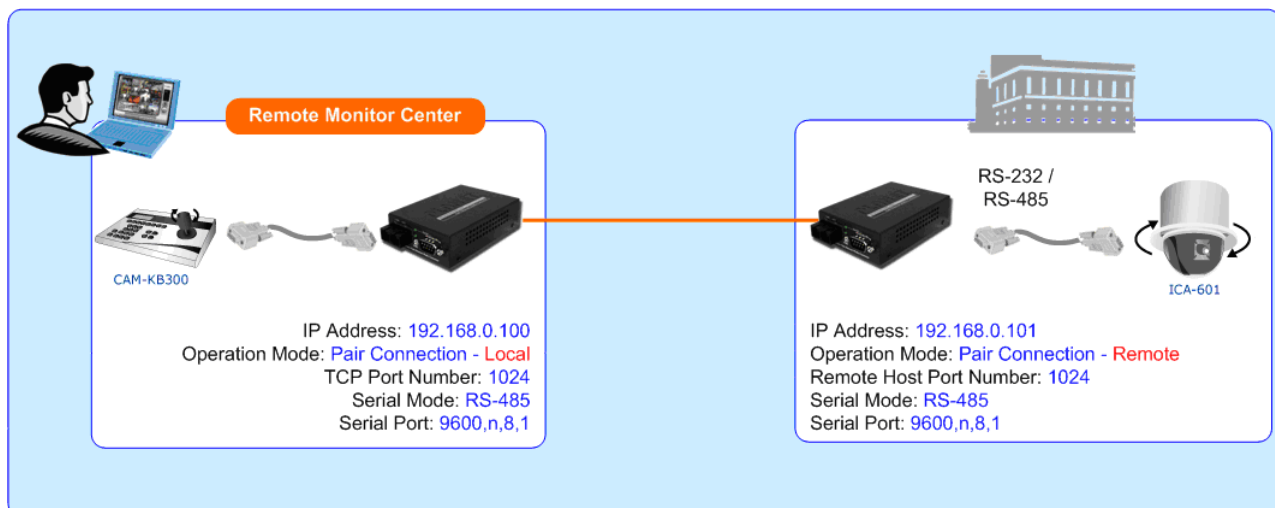 Remote Monitor Center
CAM-KB300
IP Address: 192.168.0.100
Operation Mode: Pair Connection - Local
TCP Port Number: 1024
Serial Mode: RS-485
Serial Port: 9600,n,8,1
RS-232 /
RS-485
ICA-601
IP Address: 192.168.0.101
Operation Mode: Pair Connection - Remote
Remote Host Port Number: 1024
Serial Mode: RS-485
Serial Port: 9600,n,8,1